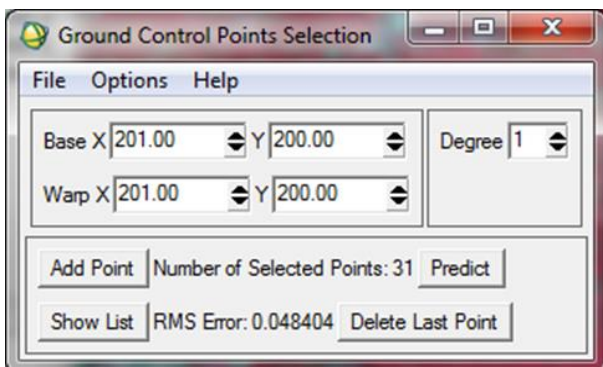 Ground Control Points Selection
File Options Help
Base X 201.00 Y 200.00 Degree 1
Warp X 201.00 Y 200.00
Add Point Number of Selected Points: 31 Predict
Show List RMS Error: 0.048404 Delete Last Point